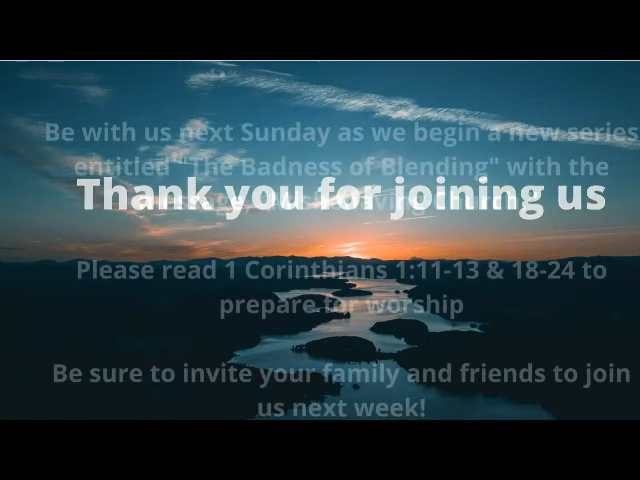 Be with us next Sunday as we begin a new series
entitled "The Badness of Blending" with the
Thank you for joining us
Please read 1 Corinthians 1:11-13 & 18-24 to
prepare for worship
Be sure to invite your family and friends to join
us next week!